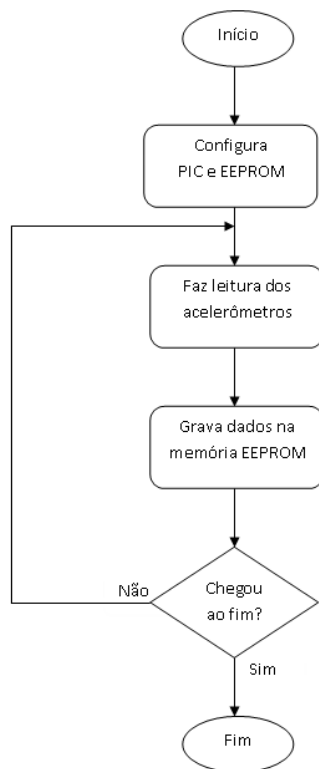 Início
Configura
PIC e EEPROM
Faz leitura dos
acelerômetros
Grava dados na
memória EEPROM
Não
Chegou
ao fim?
Sim
Fim